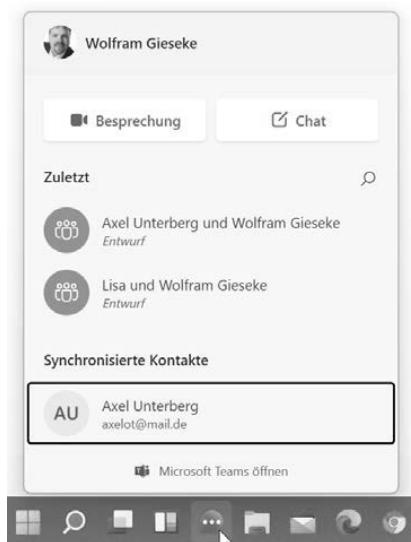 Wolfram Gieseke
Besprechung
Chat
Zuletzt
Axel Unterberg und Wolfram Gieseke
Entwurf
Lisa und Wolfram Gieseke
Entwurf
Synchronisierte Kontakte
AU
Axel Unterberg
axelot@mail.de
Microsoft Teams öffnen